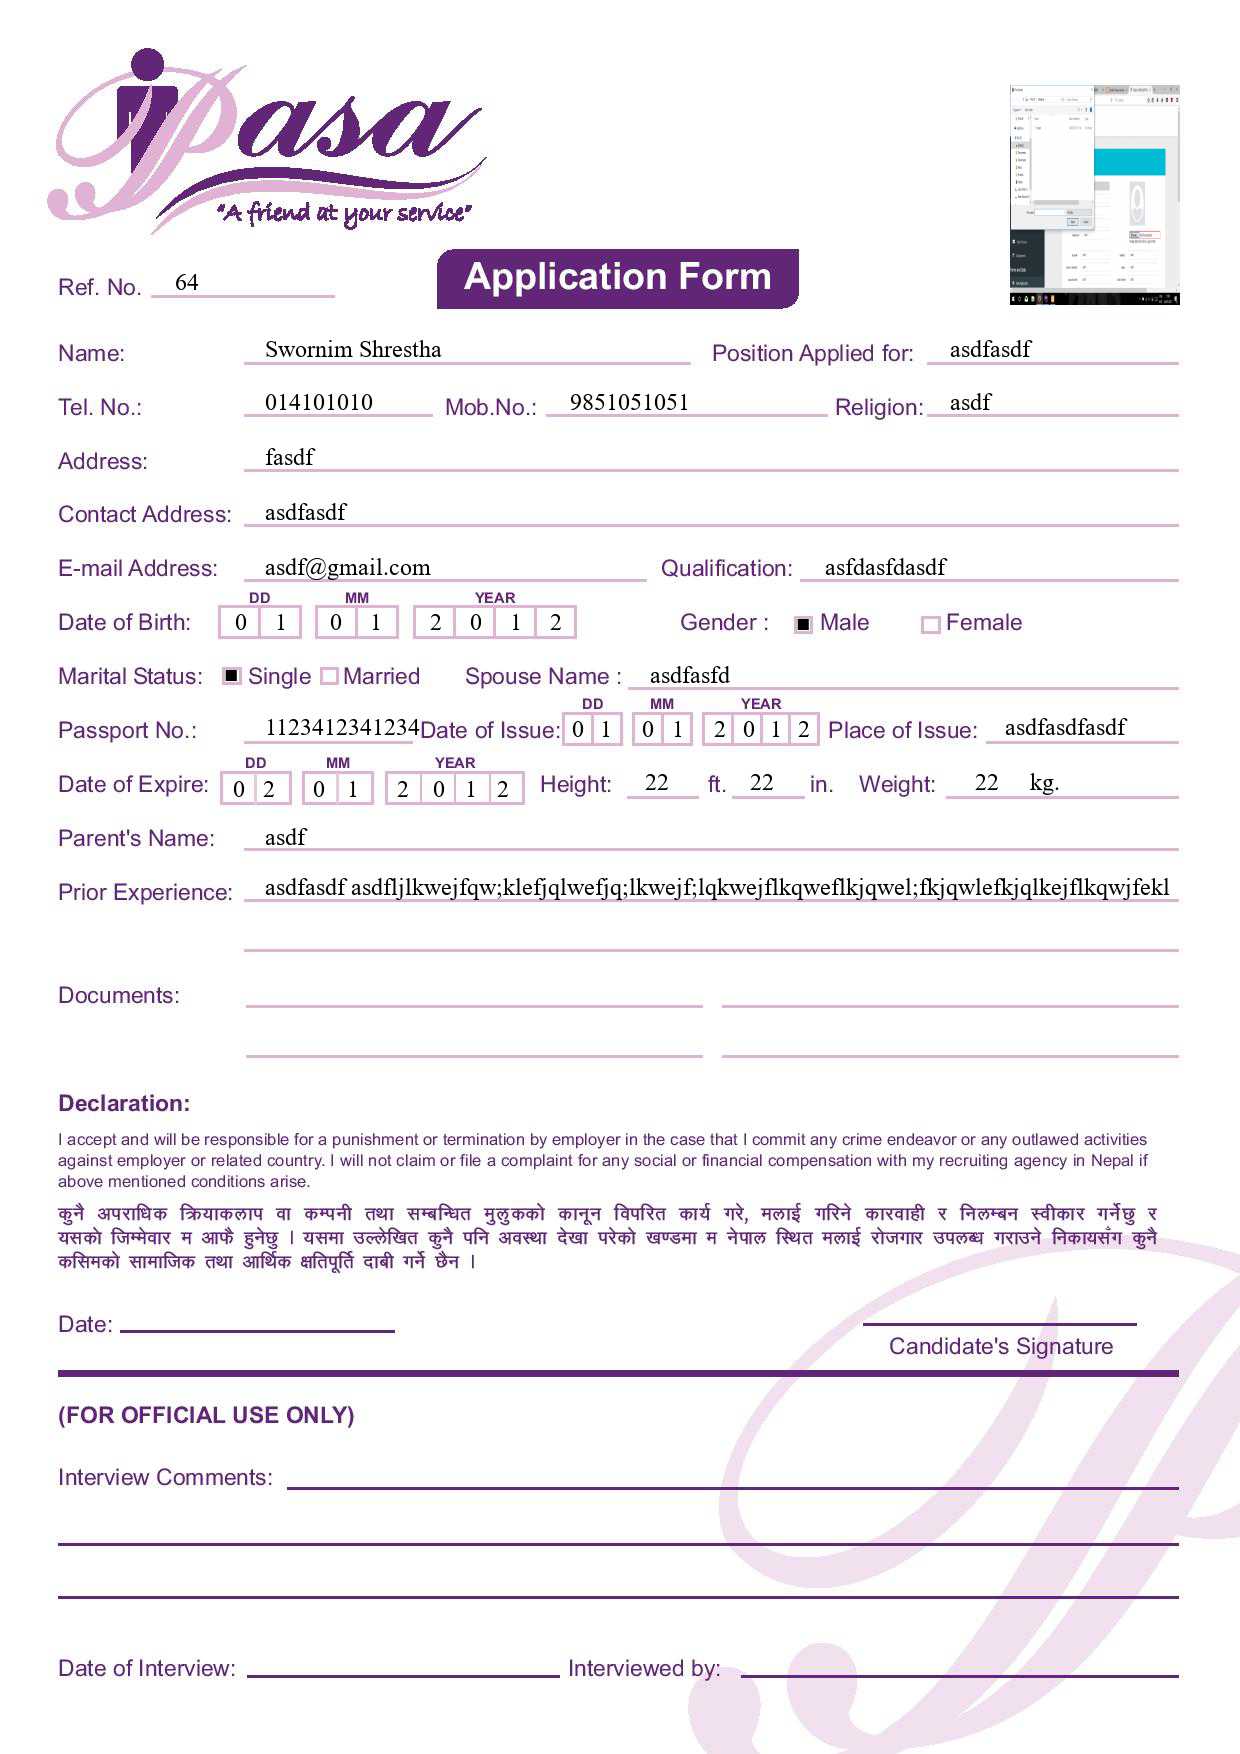 Pasa
"A friend at your service"
Ref. No. 64
Application Form
Name: Swornim Shrestha Position Applied for: asdfasdf
Tel. No.: 014101010 Mob.No.: 9851051051 Religion: asdf
Address: fasdf
Contact Address: asdfasdf
E-mail Address: asdf@gmail.com Qualification: asfdasfdasdf
DD MM YEAR
Date of Birth: 0 1 0 1 2 0 1 2 Gender : Male Female
Marital Status: Single Married Spouse Name : asdfasfd
DD MM YEAR
Passport No.: 1123412341234 Date of Issue: 0 1 0 1 2 0 1 2 Place of Issue: asdfasdfasdf
DD MM YEAR
Date of Expire: 0 2 0 1 2 0 1 2 Height: 22 ft. 22 in. Weight: 22 kg.
Parent's Name: asdf
Prior Experience: asdfasdf asdfljlkwejfqw;klefjqlwefjq;lkwejf;lqkwejflkqweflkjqwel;fkjqwlefkjqlkejflkqwjfekl
Documents:
Declaration:
I accept and will be responsible for a punishment or termination by employer in the case that I commit any crime endeavor or any outlawed activities
against employer or related country. I will not claim or file a complaint for any social or financial compensation with my recruiting agency in Nepal if
above mentioned conditions arise.
कुनै अपराधिक क्रियाकलाप वा कम्पनी तथा सम्बन्धित मुलुकको कानून विपरित कार्य गरे, मलाई गरिने कारवाही र निलम्बन स्वीकार गर्नेछु र
यसको जिम्मेवार म आफै हुनेछु । यसमा उल्लेखित कुनै पनि अवस्था देखा परेको खण्डमा म नेपाल स्थित मलाई रोजगार उपलब्ध गराउने निकायसँग कुनै
कसिमको सामाजिक तथा आर्थिक क्षतिपूर्ति दाबी गर्ने छैन ।
Date:
Candidate's Signature
(FOR OFFICIAL USE ONLY)
Interview Comments:
Date of Interview: Interviewed by: